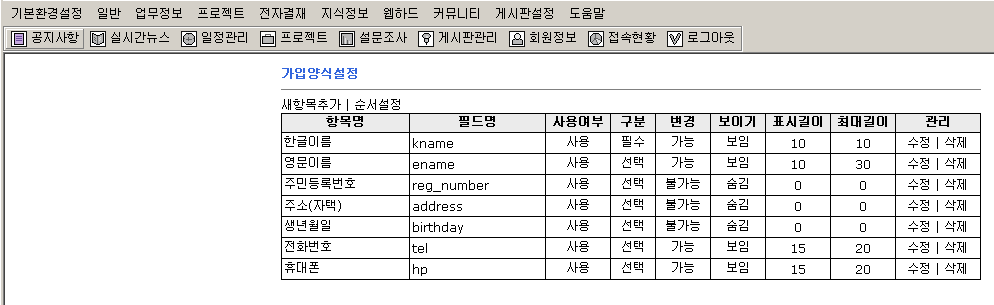 기본환경설정 일반 업무정보 프로젝트 전자결재 지식정보 웹하드 커뮤니티 게시판설정 도움말
공지사항 실시간뉴스 일정관리 프로젝트 설문조사 게시판관리 회원정보 접속현황 로그아웃
가입양식설정
새항목추가 | 순서설정
항목명 필드명 사용여부 구분 변경 보이기 표시길이 최대길이 관리
한글이름 kname 사용 필수 가능 보임 10 10 수정 | 삭제
영문이름 ename 사용 선택 가능 보임 10 30 수정 | 삭제
주민등록번호 reg_number 사용 선택 불가능 숨김 0 0 수정 | 삭제
주소(자택) address 사용 선택 불가능 숨김 0 0 수정 | 삭제
생년월일 birthday 사용 선택 불가능 숨김 0 0 수정 | 삭제
전화번호 tel 사용 선택 가능 보임 15 20 수정 | 삭제
휴대폰 hp 사용 선택 가능 보임 15 20 수정 | 삭제